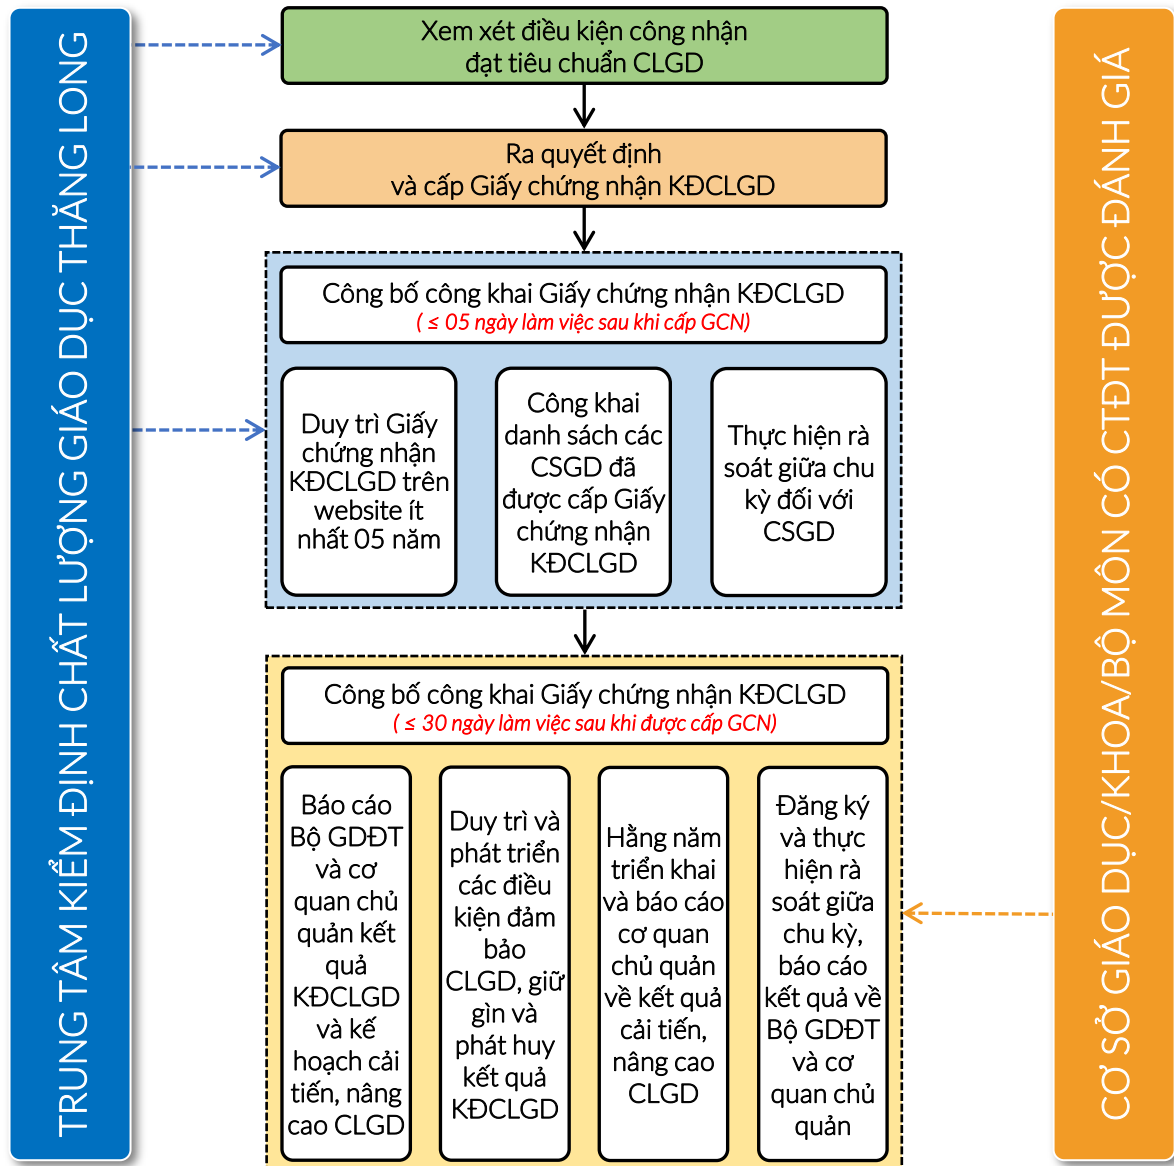 TRUNG TÂM KIỂM ĐỊNH CHẤT LƯỢNG GIÁO DỤC THĂNG LONG
Xem xét điều kiện công nhận
đạt tiêu chuẩn CLGD
Ra quyết định
và cấp Giấy chứng nhận KĐCLGD
Công bố công khai Giấy chứng nhận KĐCLGD
( ≤ 05 ngày làm việc sau khi cấp GCN)
Duy trì Giấy
chứng nhận
KĐCLGD trên
website ít
nhất 05 năm
Công khai
danh sách các
CSGD đã
được cấp Giấy
chứng nhận
KĐCLGD
Thực hiện rà
soát giữa chu
kỳ đối với
CSGD
Công bố công khai Giấy chứng nhận KĐCLGD
( ≤ 30 ngày làm việc sau khi được cấp GCN)
Báo cáo
Bộ GDĐT
và cơ
quan chủ
quản kết
quả
KĐCLGD
và kế
hoạch cải
tiến, nâng
cao CLGD
Duy trì và
phát triển
các điều
kiện đảm
bảo
CLGD, giữ
gìn và
phát huy
kết quả
KĐCLGD
Hằng năm
triển khai
và báo cáo
cơ quan
chủ quản
về kết quả
cải tiến,
nâng cao
CLGD
Đăng ký
và thực
hiện rà
soát giữa
chu kỳ,
báo cáo
kết quả về
Bộ GDĐT
và cơ
quan chủ
quản
CƠ SỞ GIÁO DỤC/KHOA/BỘ MÔN CÓ CTĐT ĐƯỢC ĐÁNH GIÁ